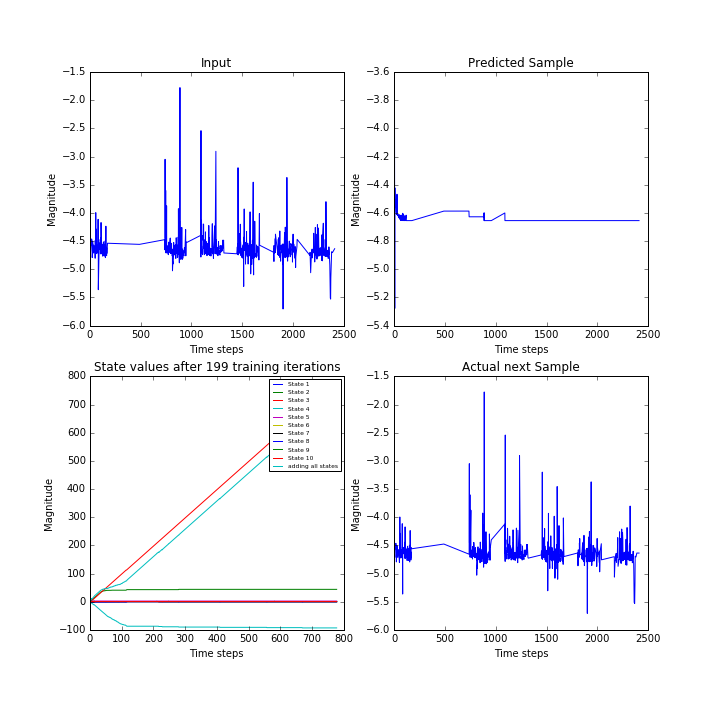 Input
Magnitude
−1.5
−2.0
−2.5
−3.0
−3.5
−4.0
−4.5
−5.0
−5.5
−6.0
0 500 1000 1500 2000 2500
Time steps
Predicted Sample
Magnitude
−3.6
−3.8
−4.0
−4.2
−4.4
−4.6
−4.8
−5.0
−5.2
−5.4
0 500 1000 1500 2000 2500
Time steps
State values after 199 training iterations
Magnitude
800
700
600
500
400
300
200
100
0
−100
0 100 200 300 400 500 600 700 800
Time steps
State 1
State 2
State 3
State 4
State 5
State 6
State 7
State 8
State 9
State 10
adding all states
Actual next Sample
Magnitude
−1.5
−2.0
−2.5
−3.0
−3.5
−4.0
−4.5
−5.0
−5.5
−6.0
0 500 1000 1500 2000 2500
Time steps